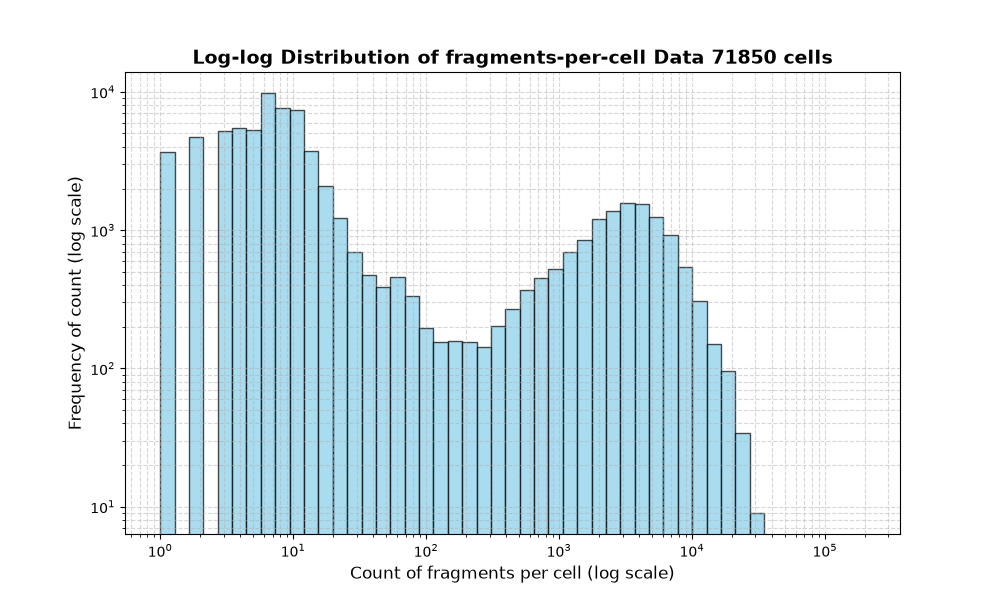 Log-log Distribution of fragments-per-cell Data 71850 cells
Frequency of count (log scale)
10⁴
10³
10²
10¹
10⁰ 10¹ 10² 10³ 10⁴ 10⁵
Count of fragments per cell (log scale)